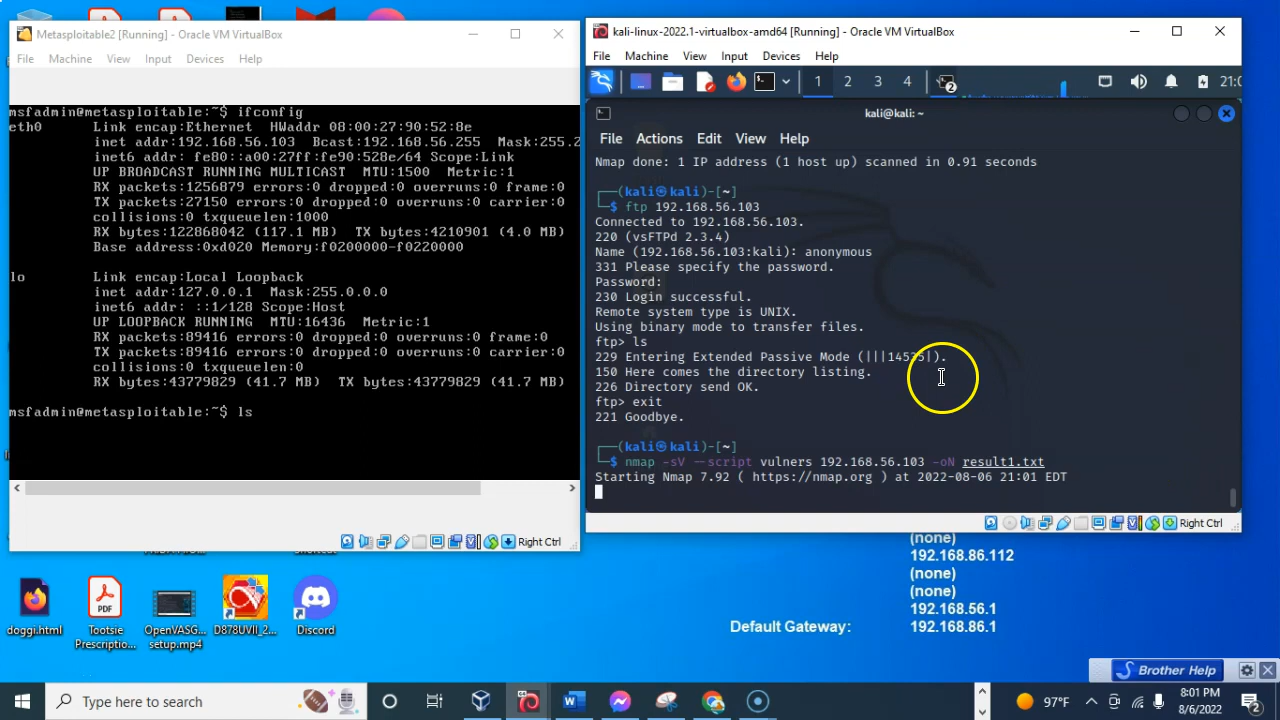 Metasploitable2 [Running] - Oracle VM VirtualBox
File Machine View Input Devices Help
msfadmin@metasploitable:~$ ifconfig
eth0 Link encap:Ethernet HWaddr 08:00:27:90:52:8e
inet addr:192.168.56.103 Bcast:192.168.56.255 Mask:255.2
inet6 addr: fe80::a00:27ff:fe90:528e/64 Scope:Link
UP BROADCAST RUNNING MULTICAST MTU:1500 Metric:1
RX packets:1256879 errors:0 dropped:0 overruns:0 frame:0
TX packets:27150 errors:0 dropped:0 overruns:0 carrier:0
collisions:0 txqueuelen:1000
RX bytes:122868042 (117.1 MB) TX bytes:4210901 (4.0 MB)
Base address:0xd020 Memory:f0200000-f0220000
lo Link encap:Local Loopback
inet addr:127.0.0.1 Mask:255.0.0.0
inet6 addr: ::1/128 Scope:Host
UP LOOPBACK RUNNING MTU:16436 Metric:1
RX packets:89416 errors:0 dropped:0 overruns:0 frame:0
TX packets:89416 errors:0 dropped:0 overruns:0 carrier:0
collisions:0 txqueuelen:0
RX bytes:43779829 (41.7 MB) TX bytes:43779829 (41.7 MB)
msfadmin@metasploitable:~$ ls
Right Ctrl
kali-linux-2022.1-virtualbox-amd64 [Running] - Oracle VM VirtualBox
File Machine View Input Devices Help
1 2 3 4 2 21:0
kali@kali: ~
File Actions Edit View Help
Nmap done: 1 IP address (1 host up) scanned in 0.91 seconds
(kali㉿kali)-[~]
$ ftp 192.168.56.103
Connected to 192.168.56.103.
220 (vsFTPd 2.3.4)
Name (192.168.56.103:kali): anonymous
331 Please specify the password.
Password:
230 Login successful.
Remote system type is UNIX.
Using binary mode to transfer files.
ftp> ls
229 Entering Extended Passive Mode (|||14535|).
150 Here comes the directory listing.
226 Directory send OK.
ftp> exit
221 Goodbye.
(kali㉿kali)-[~]
$ nmap -sV --script vulners 192.168.56.103 -oN result1.txt
Starting Nmap 7.92 ( https://nmap.org ) at 2022-08-06 21:01 EDT
Right Ctrl
(none)
192.168.86.112
(none)
(none)
192.168.56.1
Default Gateway: 192.168.86.1
doggi.html
PDF
Tootsie Prescriptio...
OpenVASG... setup.mp4
D878UVII_2...
Discord
Brother Help
Type here to search
97°F
8:01 PM
8/6/2022
2